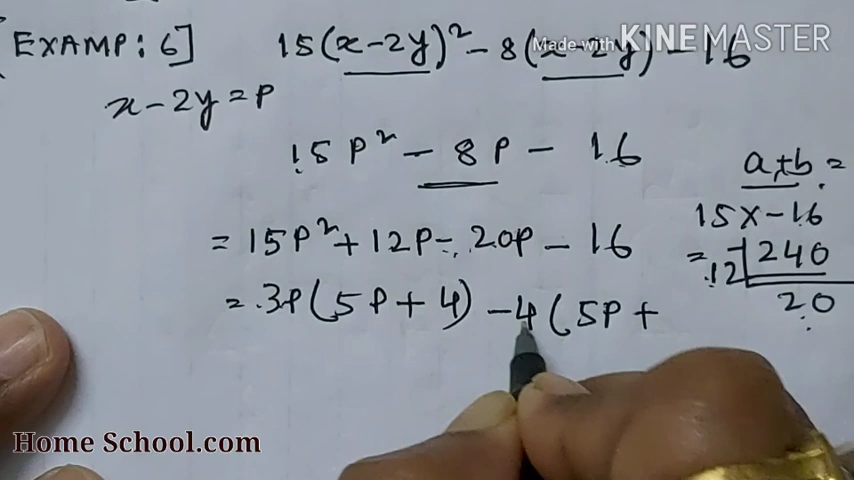 [EXAMP: 6] 15(x-2y)² - 8(x-2y) - 16
Made with KINEMASTER
x - 2y = P
15P² - 8P - 16
a+b =
15 x - 16
= 15P² + 12P - 20P - 16
= - 240
12
20
= 3P(5P + 4) - 4(5P +
Home School.com